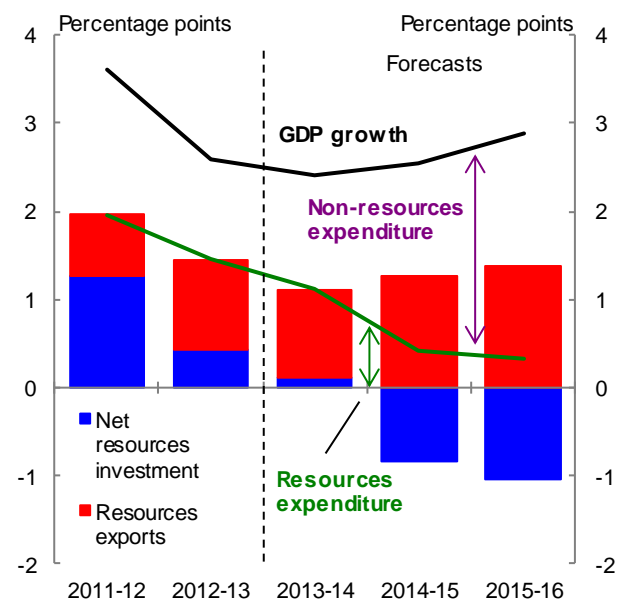 Percentage points Percentage points
4 4
Forecasts
3 3
GDP growth
Non-resources
expenditure
2 2
1 1
0 0
Net
resources
investment
Resources
exports
Resources
expenditure
-1 -1
-2 -2
2011-12 2012-13 2013-14 2014-15 2015-16